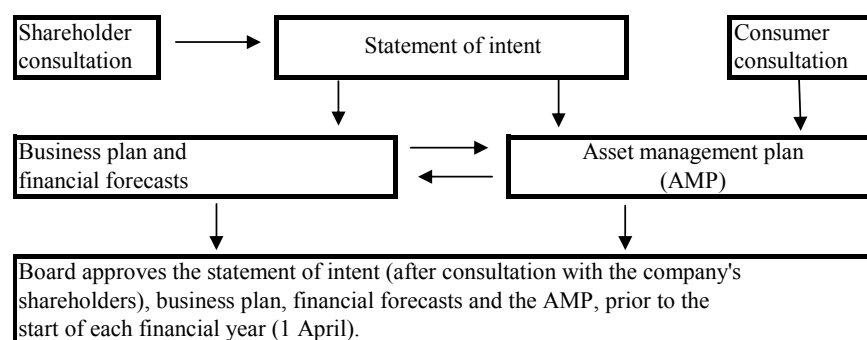 Shareholder
consultation
Statement of intent
Consumer
consultation
Business plan and
financial forecasts
Asset management plan
(AMP)
Board approves the statement of intent (after consultation with the company's
shareholders), business plan, financial forecasts and the AMP, prior to the
start of each financial year (1 April).